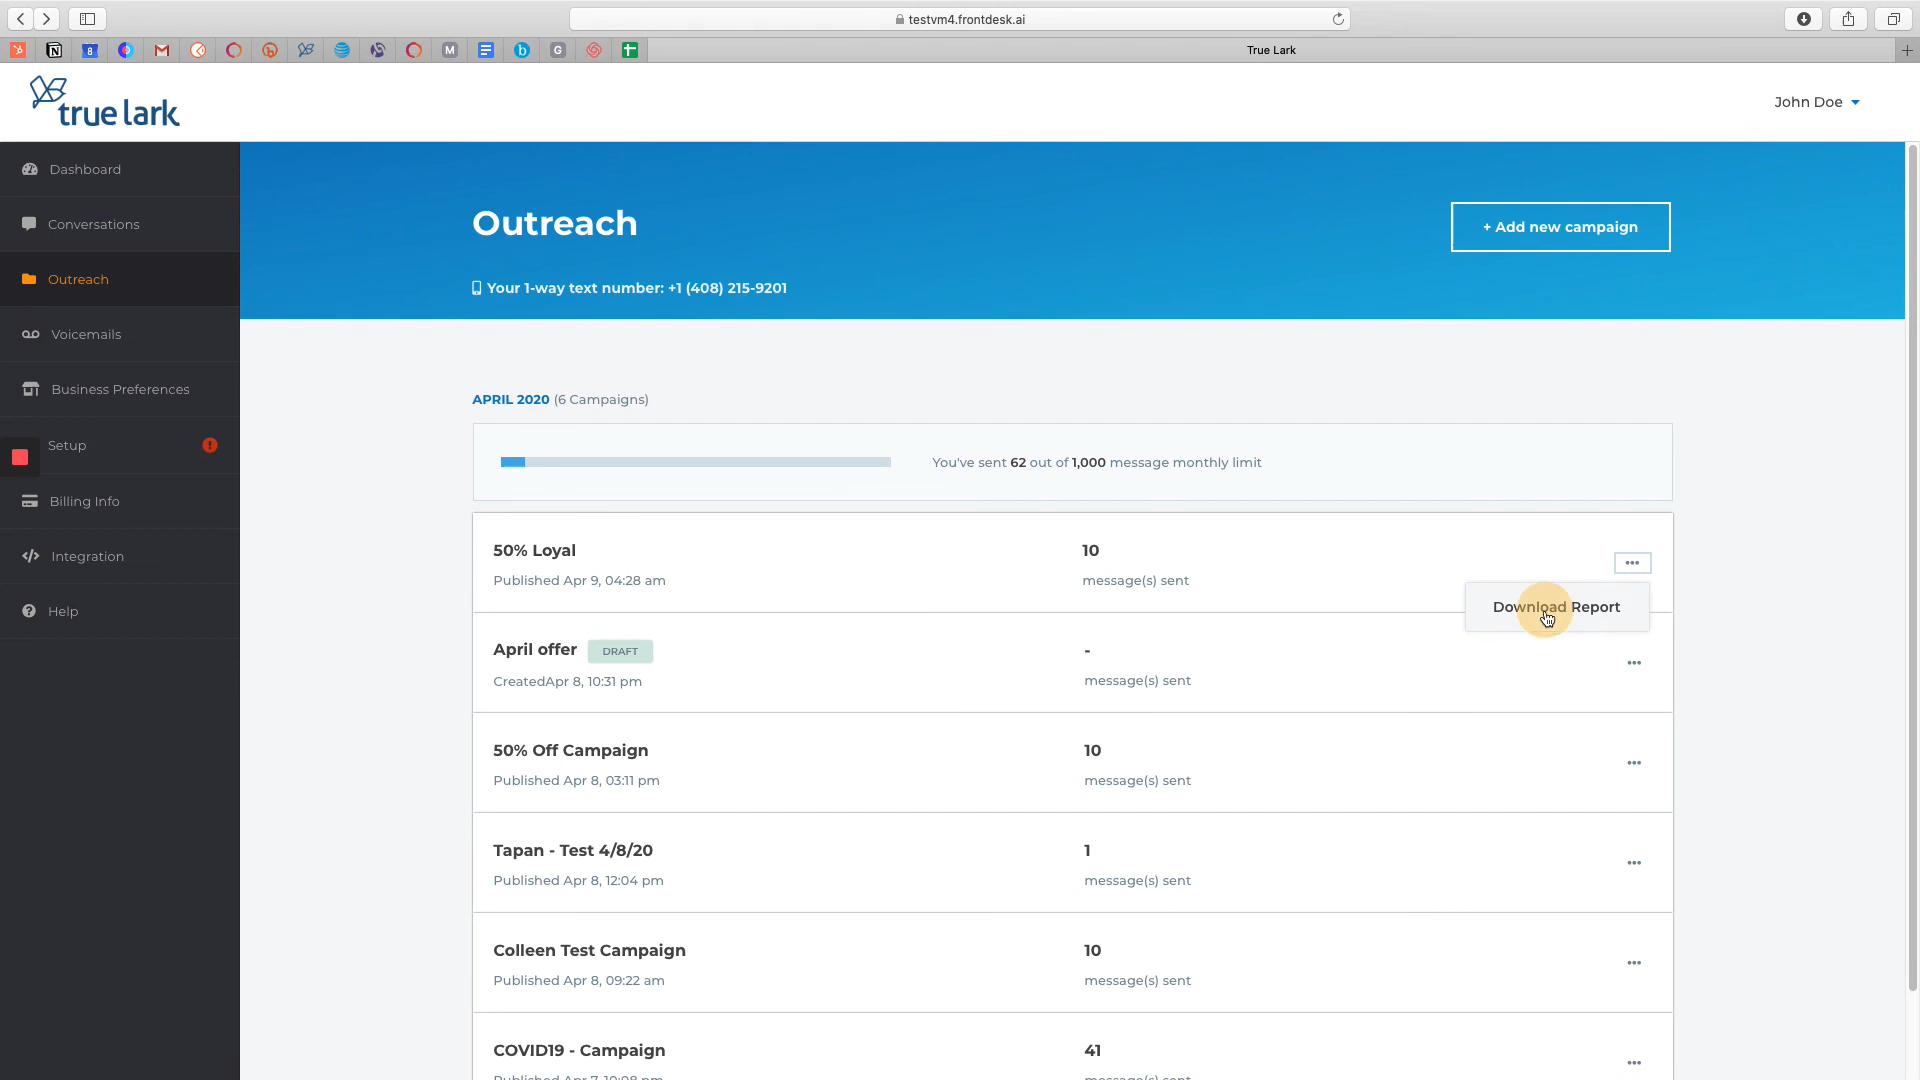 testvm4.frontdesk.ai
8
M
b
G
True Lark
true lark
John Doe
Dashboard
Conversations
Outreach
Voicemails
Business Preferences
Setup
Billing Info
Integration
Help
Outreach
+ Add new campaign
Your 1-way text number: +1 (408) 215-9201
APRIL 2020 (6 Campaigns)
You've sent 62 out of 1,000 message monthly limit
50% Loyal
10
Published Apr 9, 04:28 am
message(s) sent
Download Report
April offer DRAFT
-
CreatedApr 8, 10:31 pm
message(s) sent
50% Off Campaign
10
Published Apr 8, 03:11 pm
message(s) sent
Tapan - Test 4/8/20
1
Published Apr 8, 12:04 pm
message(s) sent
Colleen Test Campaign
10
Published Apr 8, 09:22 am
message(s) sent
COVID19 - Campaign
41
Published Apr 7, 10:08 pm
message(s) sent